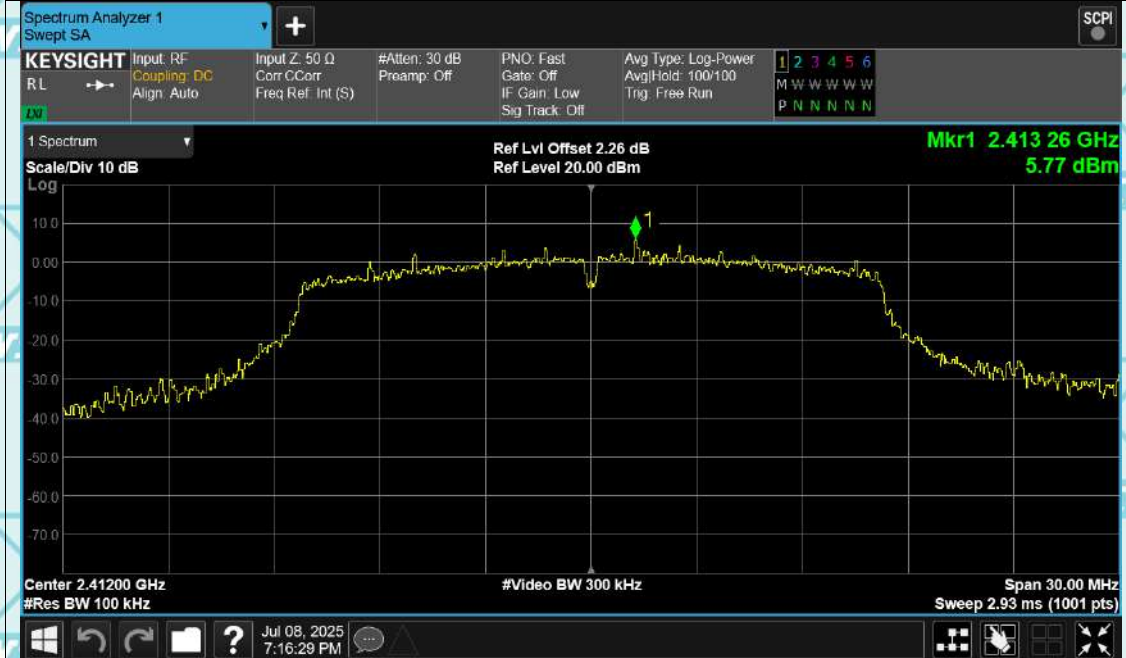 Spectrum Analyzer 1
Swept SA
+
SCPI
KEYSIGHT
RL
LXI
Input: RF
Coupling: DC
Align: Auto
Input Z: 50 Ω
Corr CCorr
Freq Ref: Int (S)
#Atten: 30 dB
Preamp: Off
PNO: Fast
Gate: Off
IF Gain: Low
Sig Track: Off
Avg Type: Log-Power
Avg|Hold: 100/100
Trig: Free Run
1 2 3 4 5 6
M W W W W W
P N N N N N
1 Spectrum
Scale/Div 10 dB
Log
Ref Lvl Offset 2.26 dB
Ref Level 20.00 dBm
Mkr1 2.413 26 GHz
5.77 dBm
1
10.0
0.00
-10.0
-20.0
-30.0
-40.0
-50.0
-60.0
-70.0
Center 2.41200 GHz
#Res BW 100 kHz
#Video BW 300 kHz
Span 30.00 MHz
Sweep 2.93 ms (1001 pts)
?
Jul 08, 2025
7:16:29 PM